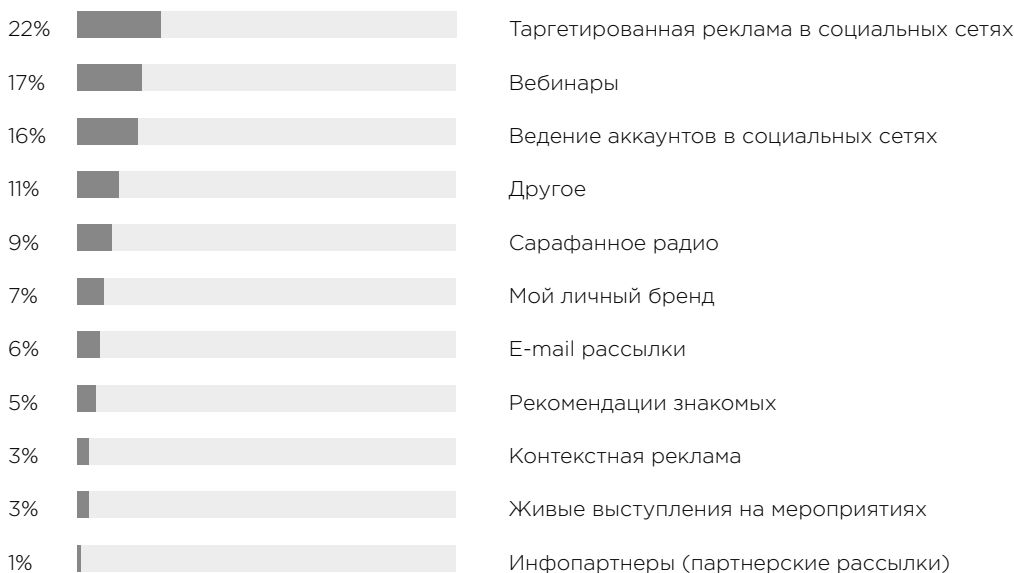 22% Таргетированная реклама в социальных сетях
17% Вебинары
16% Ведение аккаунтов в социальных сетях
11% Другое
9% Сарафанное радио
7% Мой личный бренд
6% E-mail рассылки
5% Рекомендации знакомых
3% Контекстная реклама
3% Живые выступления на мероприятиях
1% Инфопартнеры (партнерские рассылки)